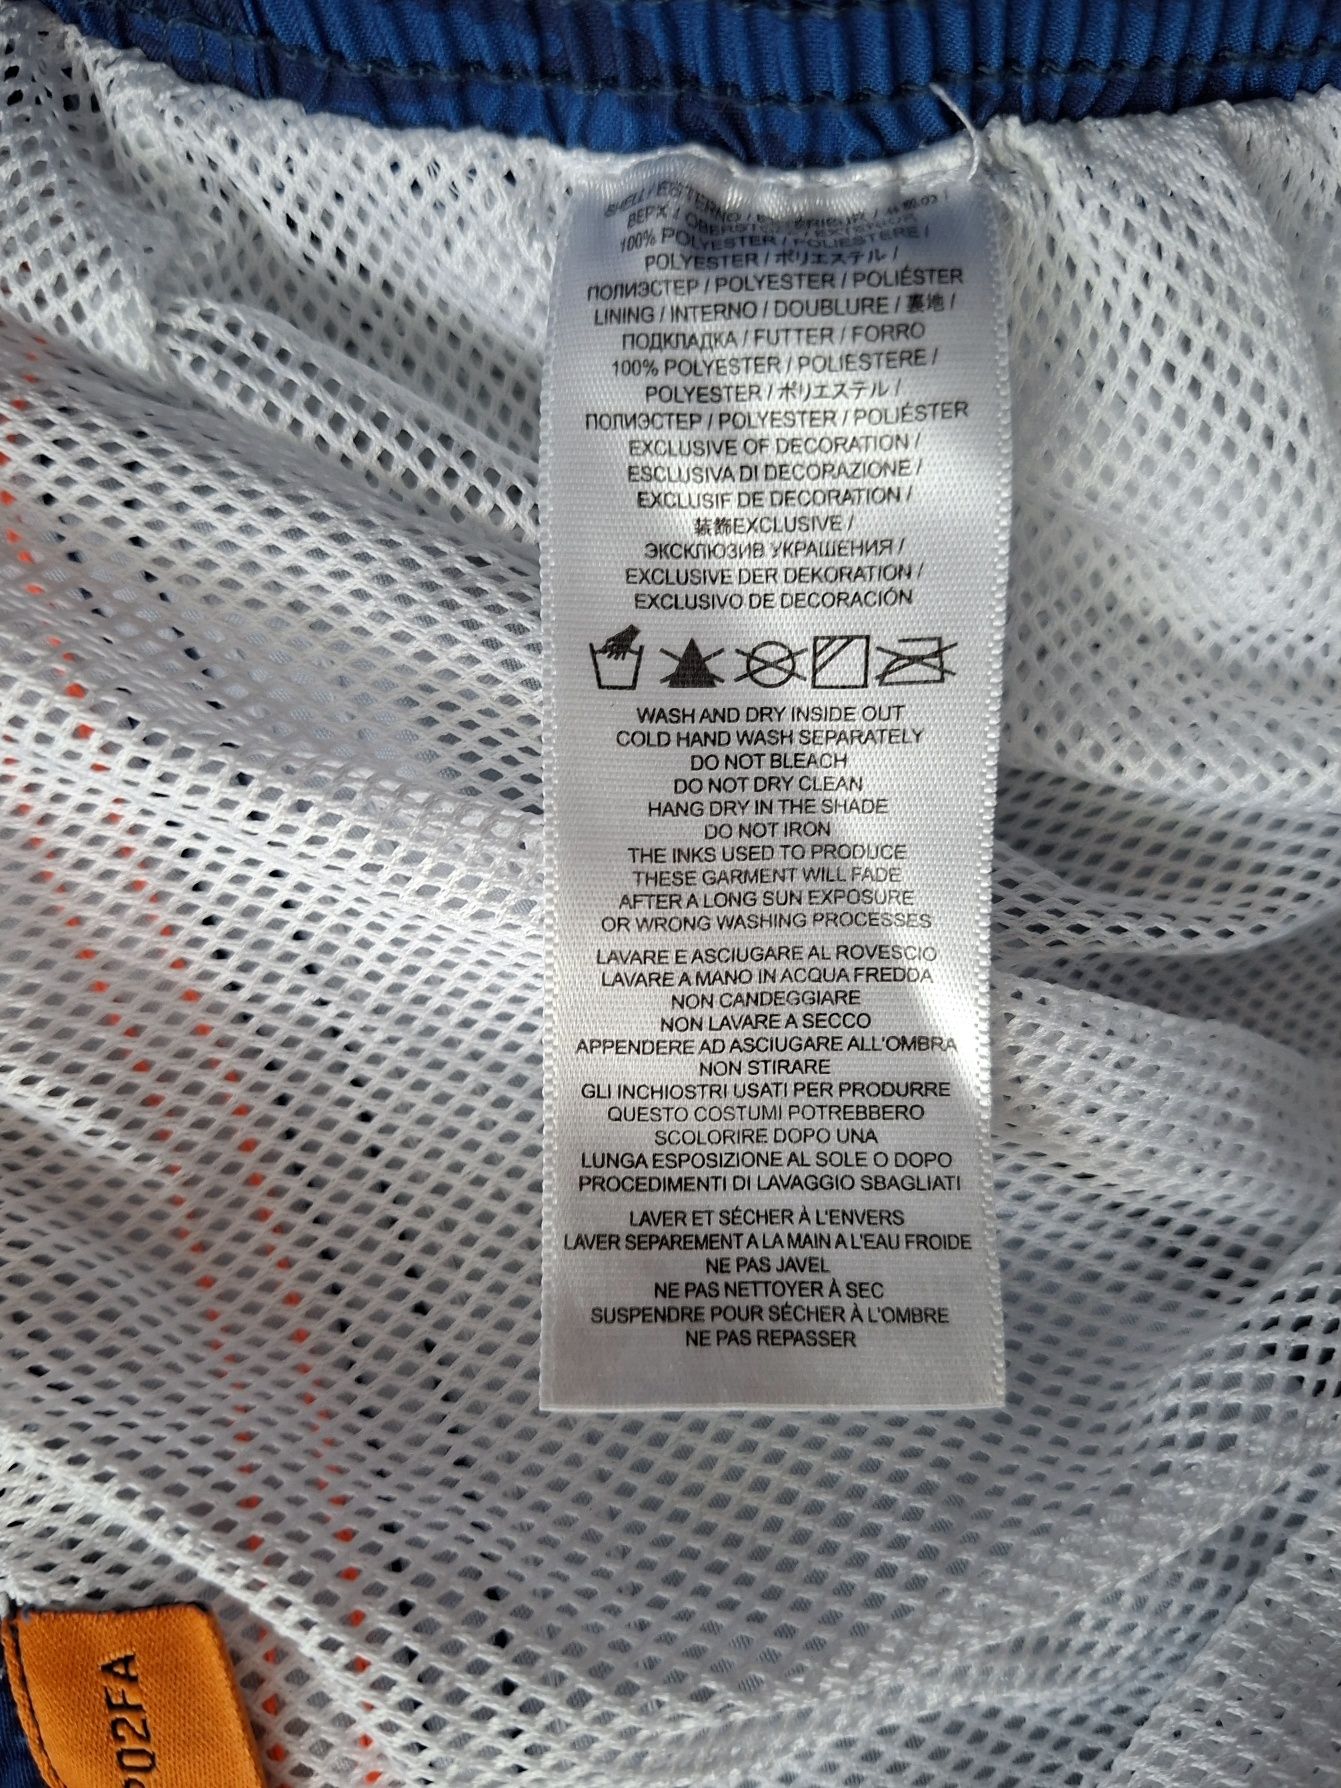 SHELL / ESTERNO /
ВЕРХ /
100% POLYESTER / POLIESTERE /
POLYESTER / ポリエステル /
ПОЛИЭСТЕР / POLYESTER / POLIÉSTER
LINING / INTERNO / DOUBLURE / 裏地 /
ПОДКЛАДКА / FUTTER / FORRO
100% POLYESTER / POLIESTERE /
POLYESTER / ポリエステル /
ПОЛИЭСТЕР / POLYESTER / POLIÉSTER
EXCLUSIVE OF DECORATION /
ESCLUSIVA DI DECORAZIONE /
EXCLUSIF DE DECORATION /
装飾EXCLUSIVE /
ЭКСКЛЮЗИВ УКРАШЕНИЯ /
EXCLUSIVE DER DEKORATION /
EXCLUSIVO DE DECORACIÓN
WASH AND DRY INSIDE OUT
COLD HAND WASH SEPARATELY
DO NOT BLEACH
DO NOT DRY CLEAN
HANG DRY IN THE SHADE
DO NOT IRON
THE INKS USED TO PRODUCE
THESE GARMENT WILL FADE
AFTER A LONG SUN EXPOSURE
OR WRONG WASHING PROCESSES
LAVARE E ASCIUGARE AL ROVESCIO
LAVARE A MANO IN ACQUA FREDDA
NON CANDEGGIARE
NON LAVARE A SECCO
APPENDERE AD ASCIUGARE ALL'OMBRA
NON STIRARE
GLI INCHIOSTRI USATI PER PRODURRE
QUESTO COSTUMI POTREBBERO
SCOLORIRE DOPO UNA
LUNGA ESPOSIZIONE AL SOLE O DOPO
PROCEDIMENTI DI LAVAGGIO SBAGLIATI
LAVER ET SÉCHER À L'ENVERS
LAVER SEPAREMENT A LA MAIN A L'EAU FROIDE
NE PAS JAVEL
NE PAS NETTOYER À SEC
SUSPENDRE POUR SÉCHER À L'OMBRE
NE PAS REPASSER
02FA